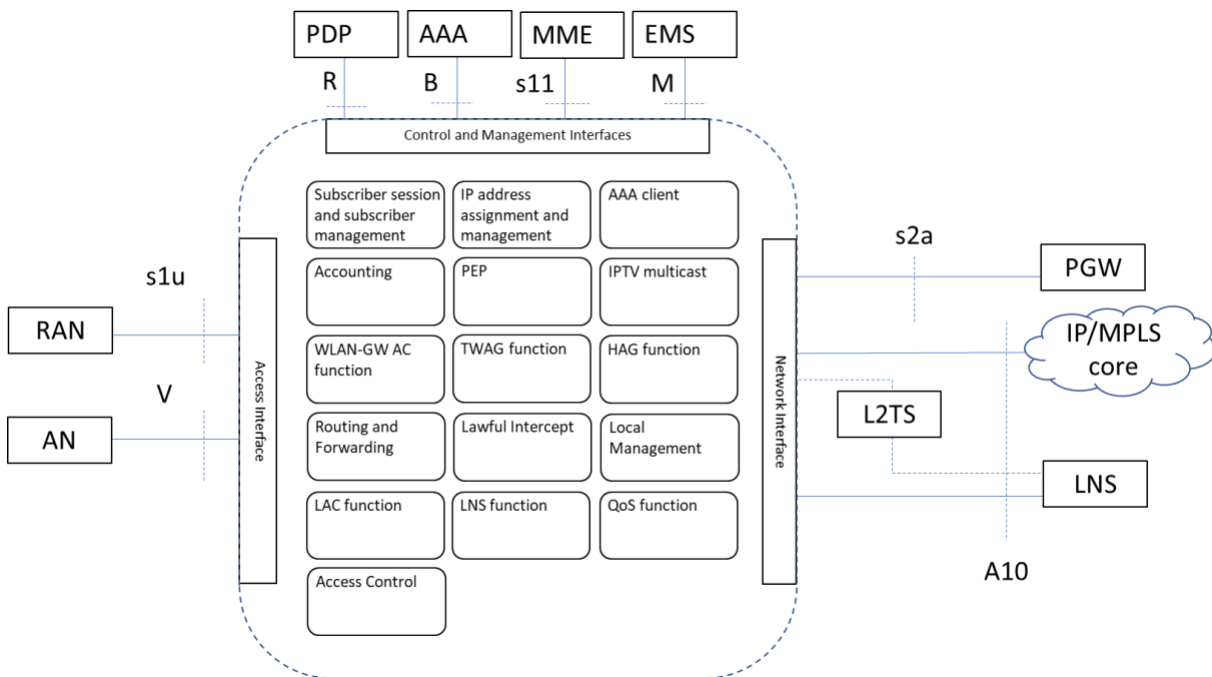 PDP
AAA
MME
EMS
R
B
s11
M
Control and Management Interfaces
Subscriber session
and subscriber
management
IP address
assignment and
management
AAA client
Accounting
PEP
IPTV multicast
WLAN-GW AC
function
TWAG function
HAG function
Routing and
Forwarding
Lawful Intercept
Local
Management
LAC function
LNS function
QoS function
Access Control
s1u
RAN
V
AN
Access Interface
Network Interface
s2a
PGW
IP/MPLS
core
L2TS
LNS
A10